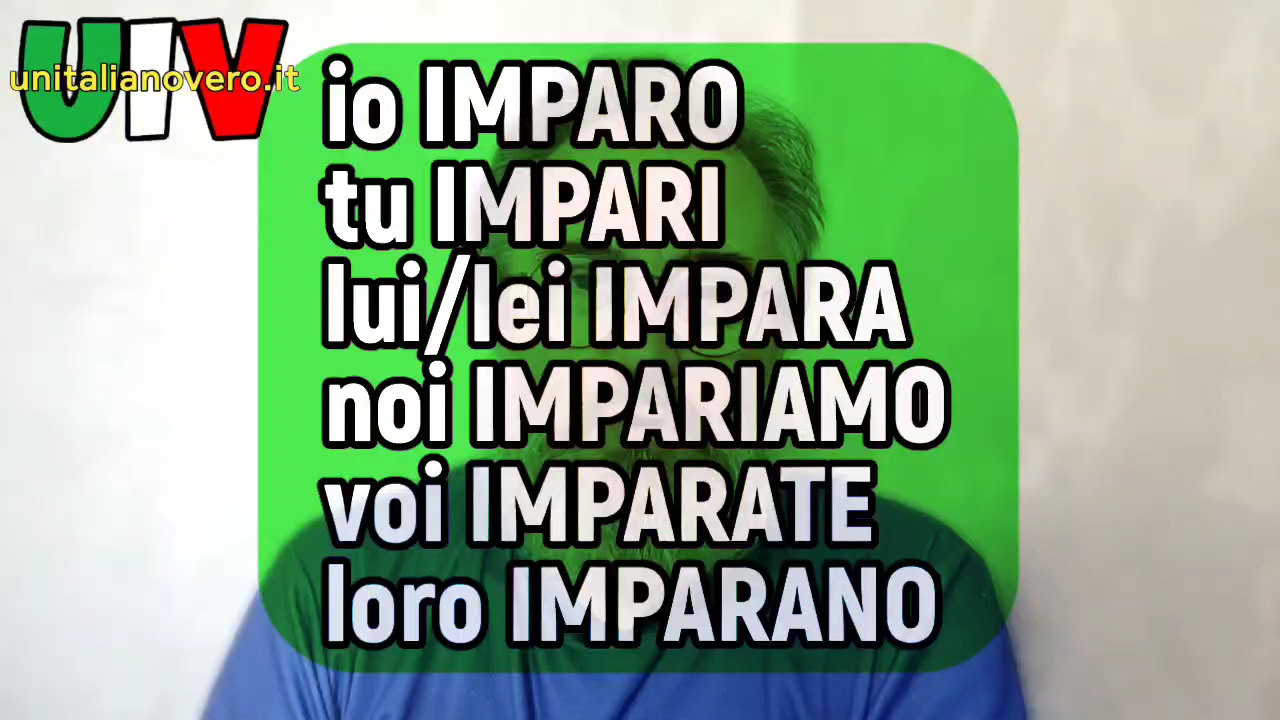 UIV
unitalianovero.it
io IMPARO
tu IMPARI
lui/lei IMPARA
noi IMPARIAMO
voi IMPARATE
loro IMPARANO